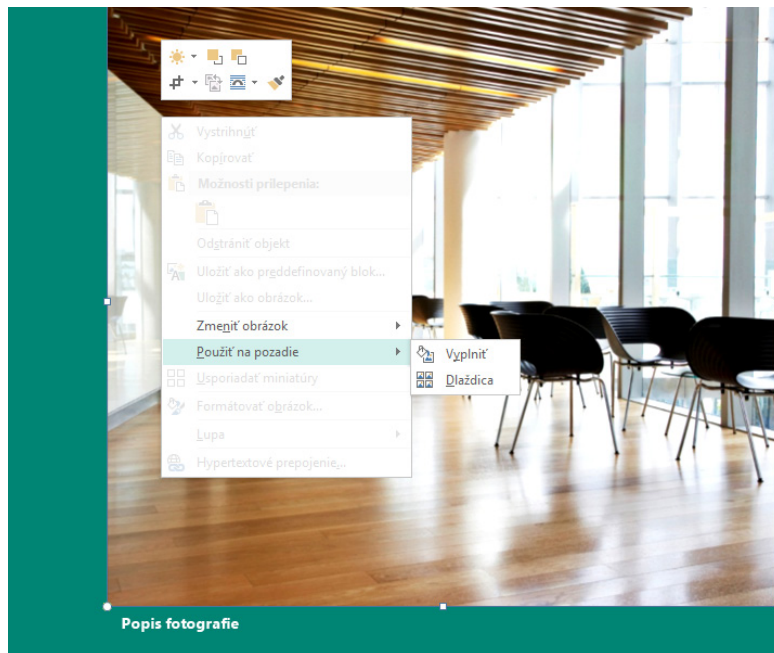 Vystrihnúť
Kopírovať
Možnosti prilepenia:
Odstrániť objekt
Uložiť ako preddefinovaný blok...
Uložiť ako obrázok...
Zmeniť obrázok
Použiť na pozadie
Vyplniť
Dlaždica
Usporiadať miniatúry
Formátovať obrázok...
Lupa
Hypertextové prepojenie...
Popis fotografie